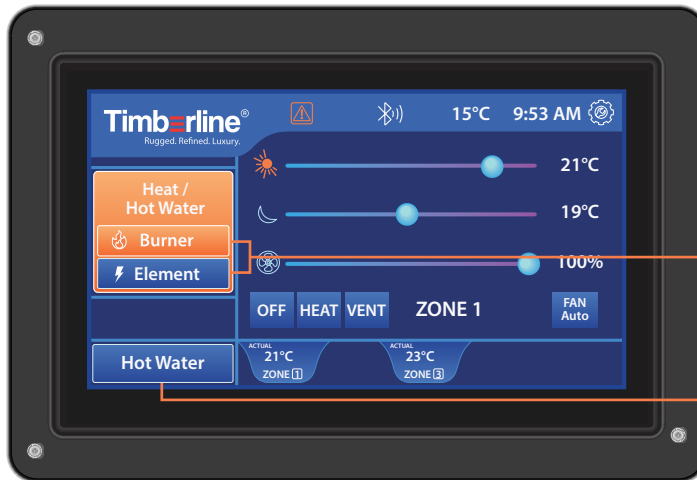 Timberline®
Rugged. Refined. Luxury.
15°C 9:53 AM
21°C
19°C
100%
Heat /
Hot Water
Burner
Element
OFF HEAT VENT ZONE 1 FAN
Auto
Hot Water
ACTUAL
21°C
ZONE 1
ACTUAL
23°C
ZONE 3